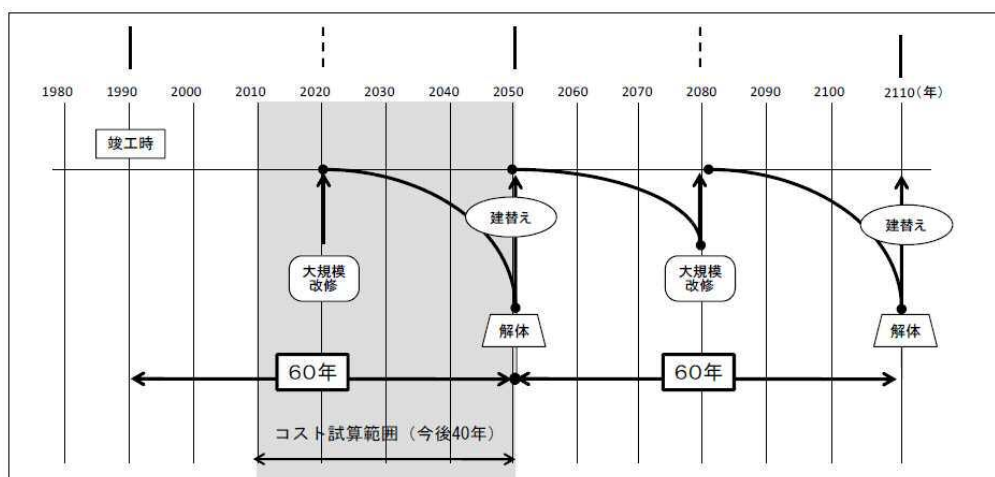 1980 1990 2000 2010 2020 2030 2040 2050 2060 2070 2080 2090 2100 2110(年)
竣工時
建替え
建替え
大規模
改修
大規模
改修
解体
解体
60年
60年
コスト試算範囲（今後40年）